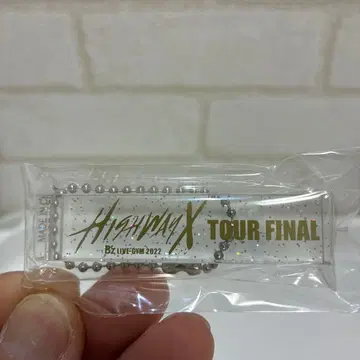 HIGHWAY X TOUR FINAL
B'z LIVE-GYM 2022